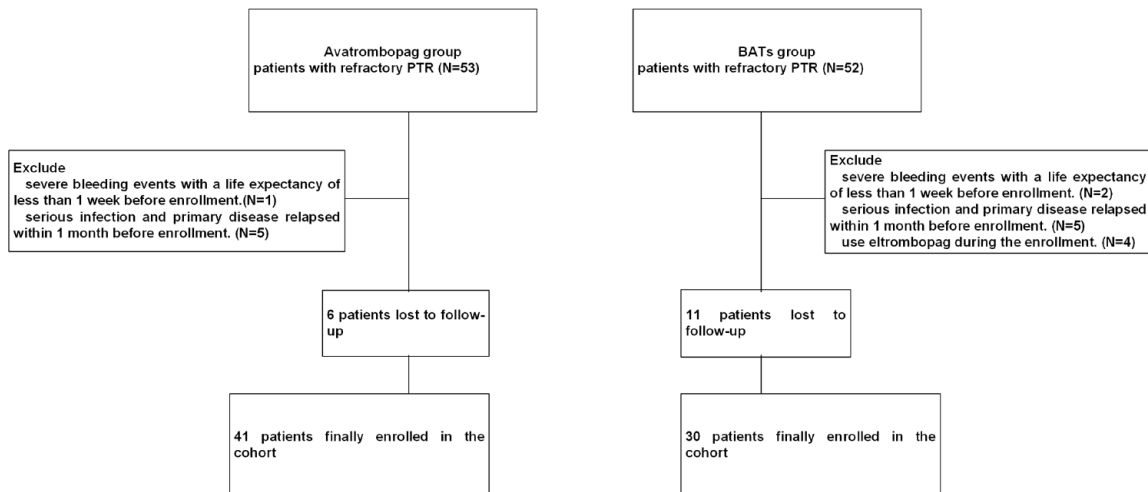 Avatrombopag group
patients with refractory PTR (N=53)
BATs group
patients with refractory PTR (N=52)
Exclude
severe bleeding events with a life expectancy of
less than 1 week before enrollment.(N=1)
serious infection and primary disease relapsed
within 1 month before enrollment. (N=5)
Exclude
severe bleeding events with a life expectancy
of less than 1 week before enrollment. (N=2)
serious infection and primary disease relapsed
within 1 month before enrollment. (N=5)
use eltrombopag during the enrollment. (N=4)
6 patients lost to follow-
up
11 patients lost to
follow-up
41 patients finally enrolled in the
cohort
30 patients finally enrolled in the
cohort